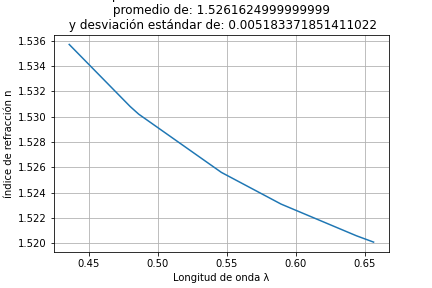 promedio de: 1.5261624999999999
y desviación estándar de: 0.005183371851411022
1.536
1.534
1.532
1.530
1.528
1.526
1.524
1.522
1.520
índice de refracción n
0.45 0.50 0.55 0.60 0.65
Longitud de onda λ